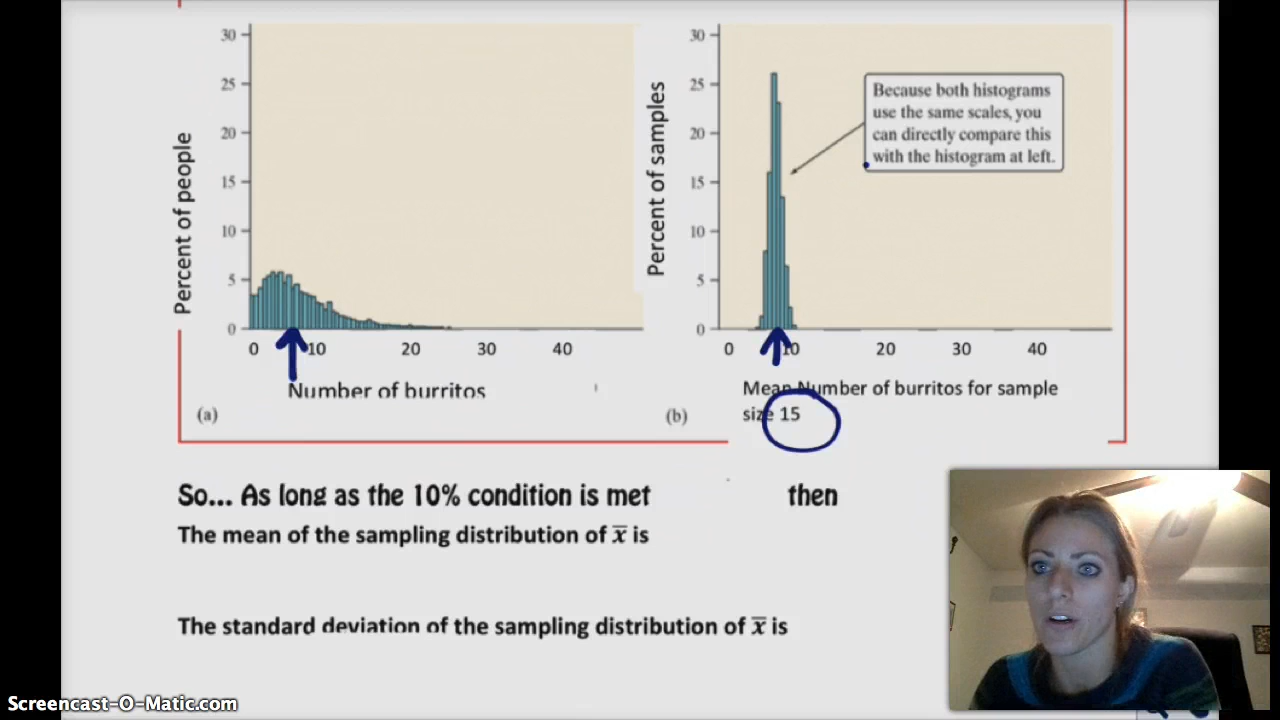 30
25
20
15
10
5
0
Percent of people
0 10 20 30 40
Number of burritos
(a)
30
25
20
15
10
5
0
Percent of samples
Because both histograms
use the same scales, you
can directly compare this
with the histogram at left.
0 10 20 30 40
Mean Number of burritos for sample
size 15
(b)
So... As long as the 10% condition is met then
The mean of the sampling distribution of x̅ is
The standard deviation of the sampling distribution of x̅ is
Screencast-O-Matic.com